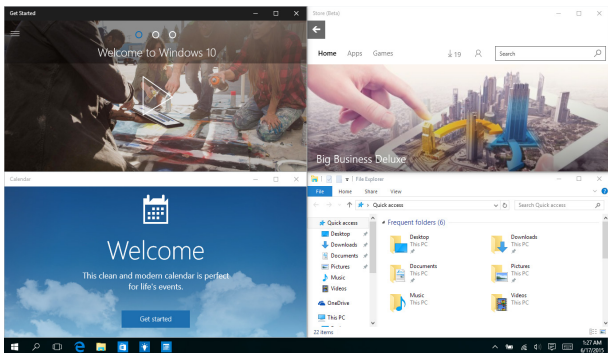 Get Started
Welcome to Windows 10
Store (Beta)
Home Apps Games
19
Search
Big Business Deluxe
Calendar
Welcome
This clean and modern calendar is perfect
for life's events.
Get started
File Explorer
File Home Share View
Quick access
Search Quick access
Quick access
Desktop
Downloads
Documents
Pictures
Music
Videos
OneDrive
This PC
Frequent folders (6)
Desktop
This PC
Downloads
This PC
Documents
This PC
Pictures
This PC
Music
This PC
Videos
This PC
22 items
1:27 AM
6/17/2015